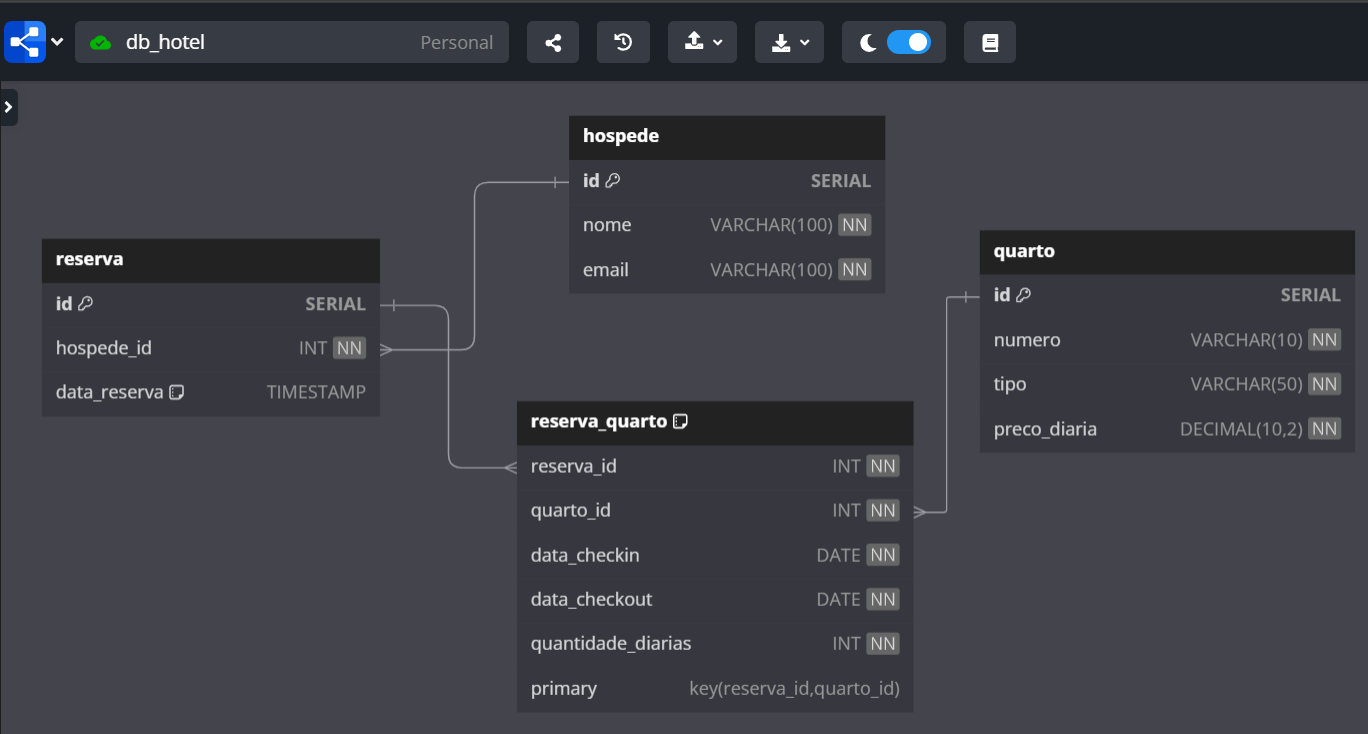 db_hotel Personal
hospede
id SERIAL
nome VARCHAR(100) NN
email VARCHAR(100) NN
reserva
id SERIAL
hospede_id INT NN
data_reserva TIMESTAMP
quarto
id SERIAL
numero VARCHAR(10) NN
tipo VARCHAR(50) NN
preco_diaria DECIMAL(10,2) NN
reserva_quarto
reserva_id INT NN
quarto_id INT NN
data_checkin DATE NN
data_checkout DATE NN
quantidade_diarias INT NN
primary key(reserva_id,quarto_id)